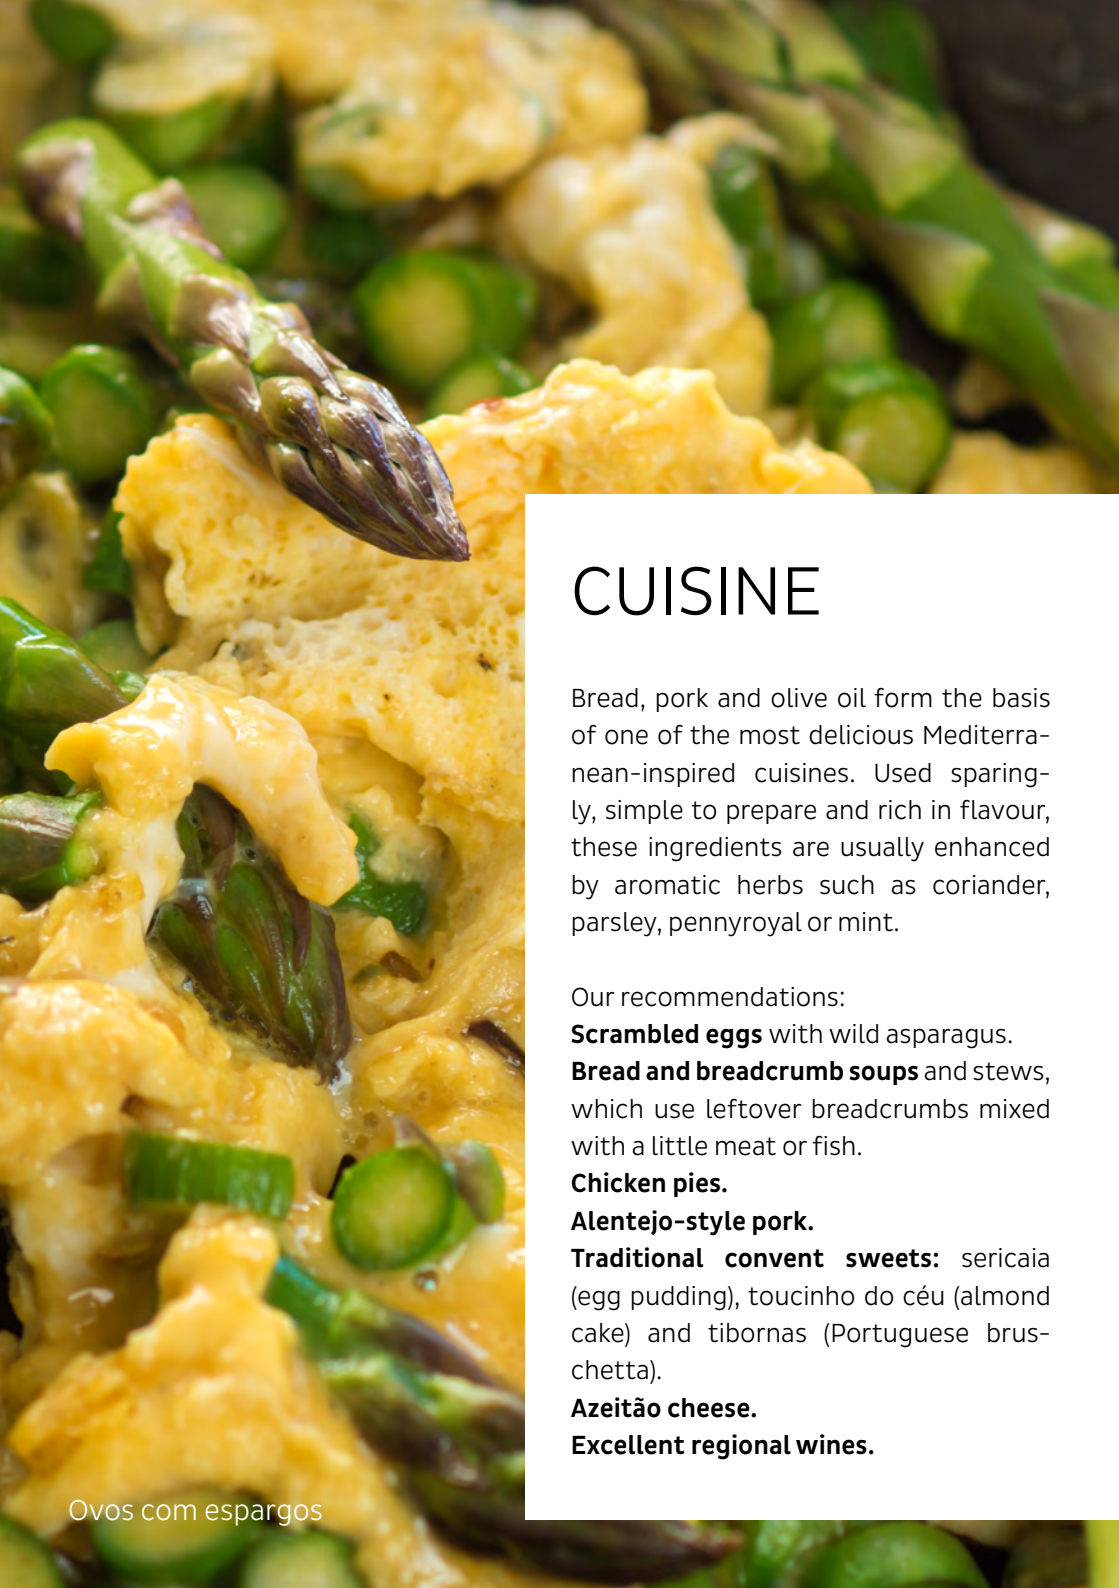 CUISINE
Bread, pork and olive oil form the basis
of one of the most delicious Mediterra-
nean-inspired cuisines. Used sparing-
ly, simple to prepare and rich in flavour,
these ingredients are usually enhanced
by aromatic herbs such as coriander,
parsley, pennyroyal or mint.
Our recommendations:
Scrambled eggs with wild asparagus.
Bread and breadcrumb soups and stews,
which use leftover breadcrumbs mixed
with a little meat or fish.
Chicken pies.
Alentejo-style pork.
Traditional convent sweets: sericaia
(egg pudding), toucinho do céu (almond
cake) and tibornas (Portuguese brus-
chetta).
Azeitão cheese.
Excellent regional wines.
Ovos com espargos